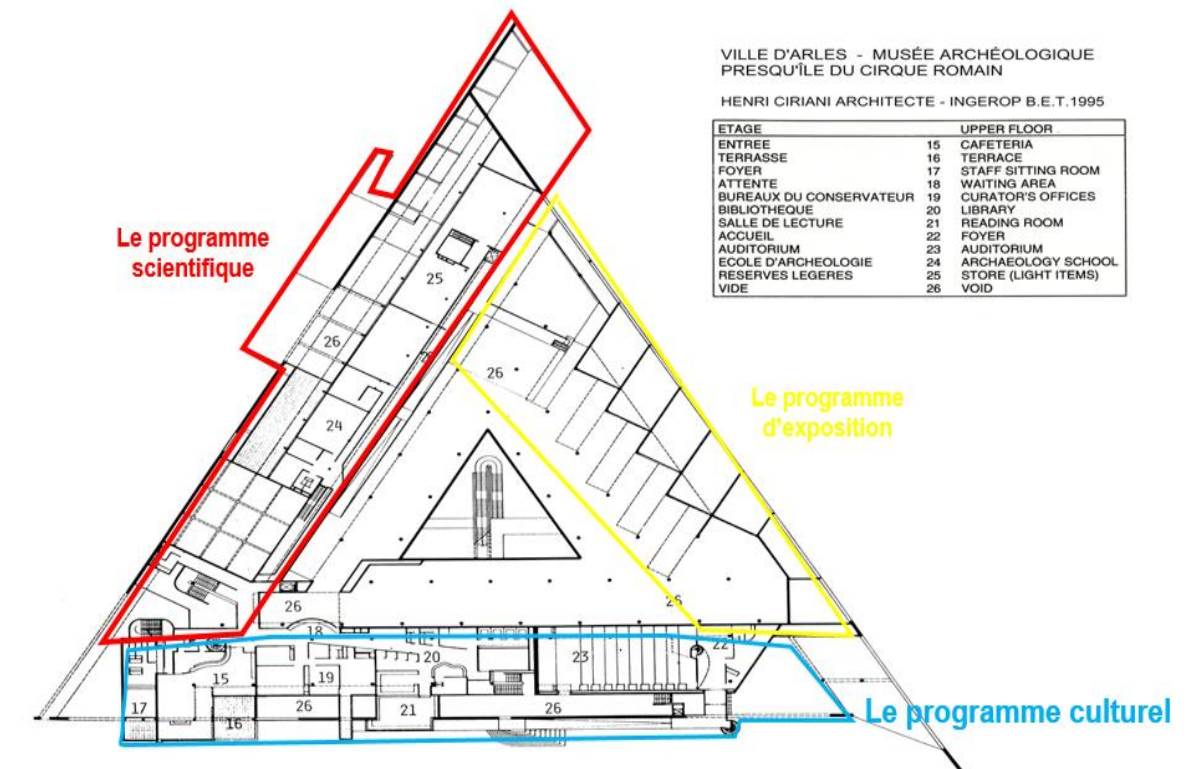 VILLE D'ARLES - MUSÉE ARCHÉOLOGIQUE
PRESQU'ÎLE DU CIRQUE ROMAIN
HENRI CIRIANI ARCHITECTE - INGEROP B.E.T.1995
ETAGE UPPER FLOOR
ENTREE 15 CAFETERIA
TERRASSE 16 TERRACE
FOYER 17 STAFF SITTING ROOM
ATTENTE 18 WAITING AREA
BUREAUX DU CONSERVATEUR 19 CURATOR'S OFFICES
BIBLIOTHEQUE 20 LIBRARY
SALLE DE LECTURE 21 READING ROOM
ACCUEIL 22 FOYER
AUDITORIUM 23 AUDITORIUM
ECOLE D'ARCHEOLOGIE 24 ARCHAEOLOGY SCHOOL
RESERVES LEGERES 25 STORE (LIGHT ITEMS)
VIDE 26 VOID
Le programme
scientifique
25
26
26
24
Le programme
d'exposition
26
26
18
20
23
22
15
19
17
16
26
21
26
Le programme culturel